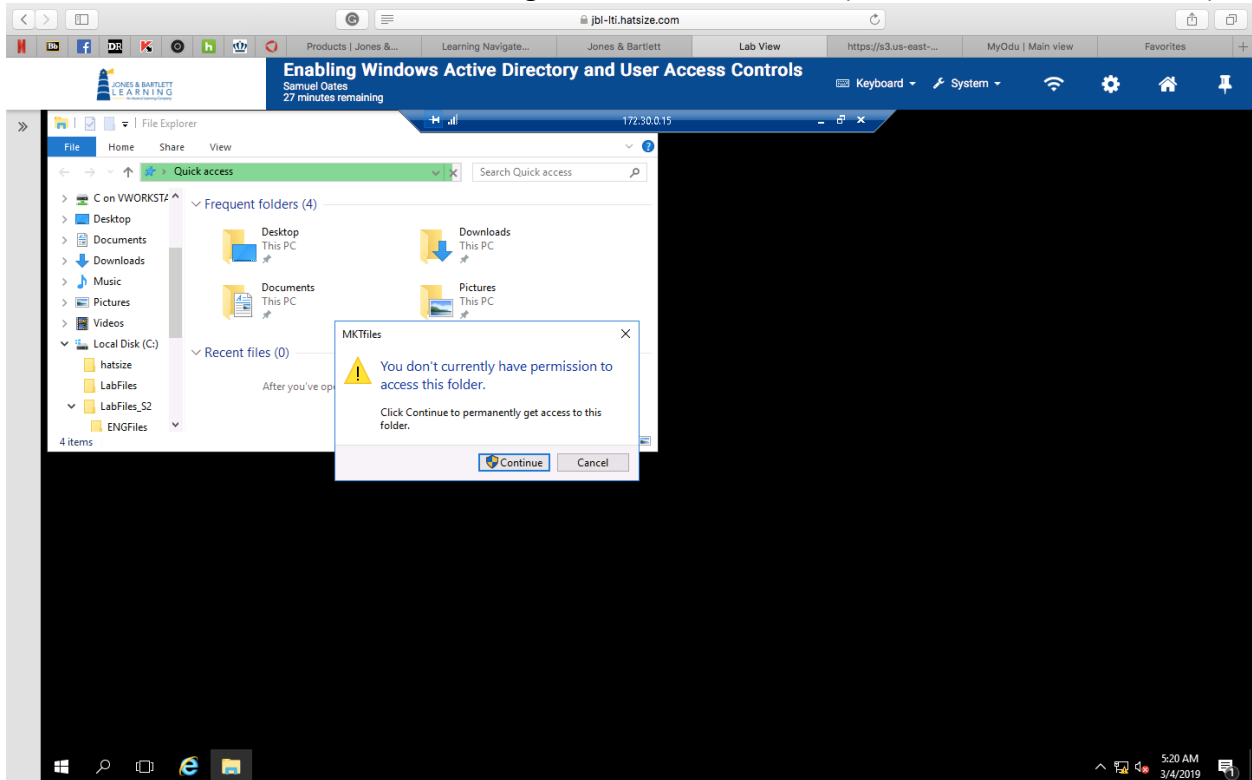 jbl-lti.hatsize.com
Bb f DR K h
Products | Jones &...
Learning Navigate...
Jones & Bartlett
Lab View
https://s3.us-east-...
MyOdu | Main view
Favorites
JONES & BARTLETT
LEARNING
Enabling Windows Active Directory and User Access Controls
Samuel Oates
27 minutes remaining
Keyboard
System
File Explorer
172.30.0.15
File Home Share View
Quick access
Search Quick access
C on VWORKSTA
Desktop
Documents
Downloads
Music
Pictures
Videos
Local Disk (C:)
hatsize
LabFiles
LabFiles_S2
ENGFiles
4 items
Frequent folders (4)
Desktop
This PC
Downloads
This PC
Documents
This PC
Pictures
This PC
Recent files (0)
After you've ope
MKTfiles
You don't currently have permission to
access this folder.
Click Continue to permanently get access to this
folder.
Continue
Cancel
5:20 AM
3/4/2019